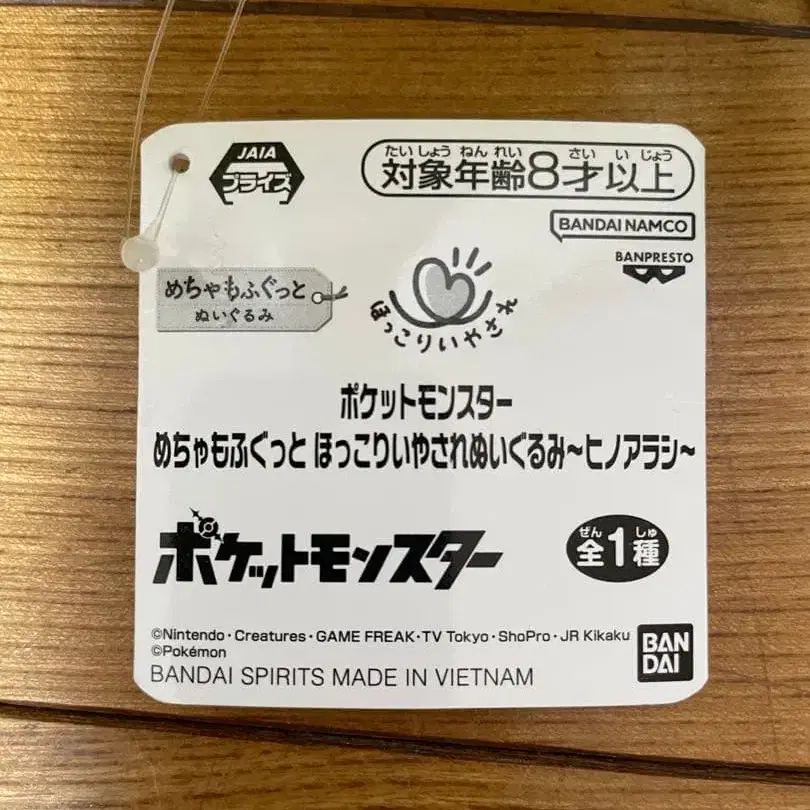 JAIA
プライズ
たいしょうねんれい さい い じょう
対象年齢8才以上
BANDAI NAMCO
BANPRESTO
めちゃもふぐっと
ぬいぐるみ
ほっこりいやされ
ポケットモンスター
めちゃもふぐっと ほっこりいやされぬいぐるみ~ヒノアラシ~
ポケットモンスター
ぜん しゅ
全1種
©Nintendo・Creatures・GAME FREAK・TV Tokyo・ShoPro・JR Kikaku
©Pokémon
BANDAI SPIRITS MADE IN VIETNAM
BAN
DAI